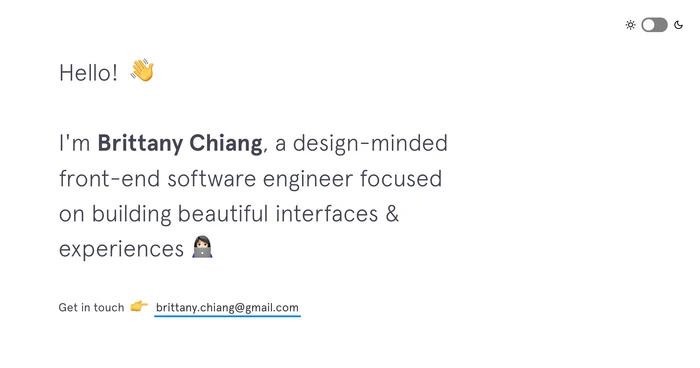 Hello! 👋
I'm Brittany Chiang, a design-minded
front-end software engineer focused
on building beautiful interfaces &
experiences 👩🏻‍💻
Get in touch 👉 brittany.chiang@gmail.com